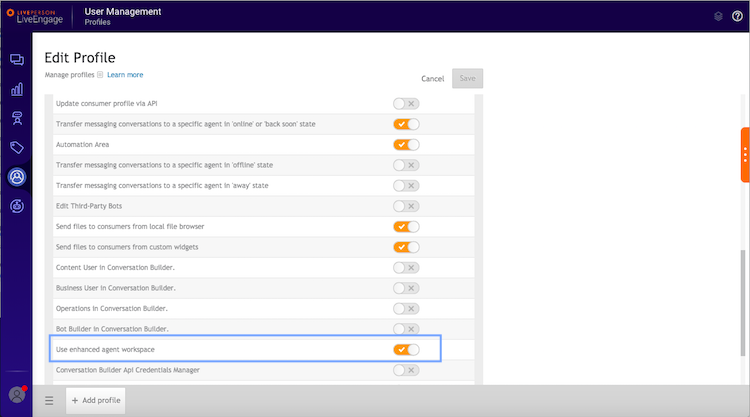 LIVEPERSON
LiveEngage
User Management
Profiles
Edit Profile
Manage profiles Learn more
Cancel
Save
Update consumer profile via API
Transfer messaging conversations to a specific agent in 'online' or 'back soon' state
Automation Area
Transfer messaging conversations to a specific agent in 'offline' state
Transfer messaging conversations to a specific agent in 'away' state
Edit Third-Party Bots
Send files to consumers from local file browser
Send files to consumers from custom widgets
Content User in Conversation Builder.
Business User in Conversation Builder.
Operations in Conversation Builder.
Bot Builder in Conversation Builder.
Use enhanced agent workspace
Conversation Builder Api Credentials Manager
+ Add profile